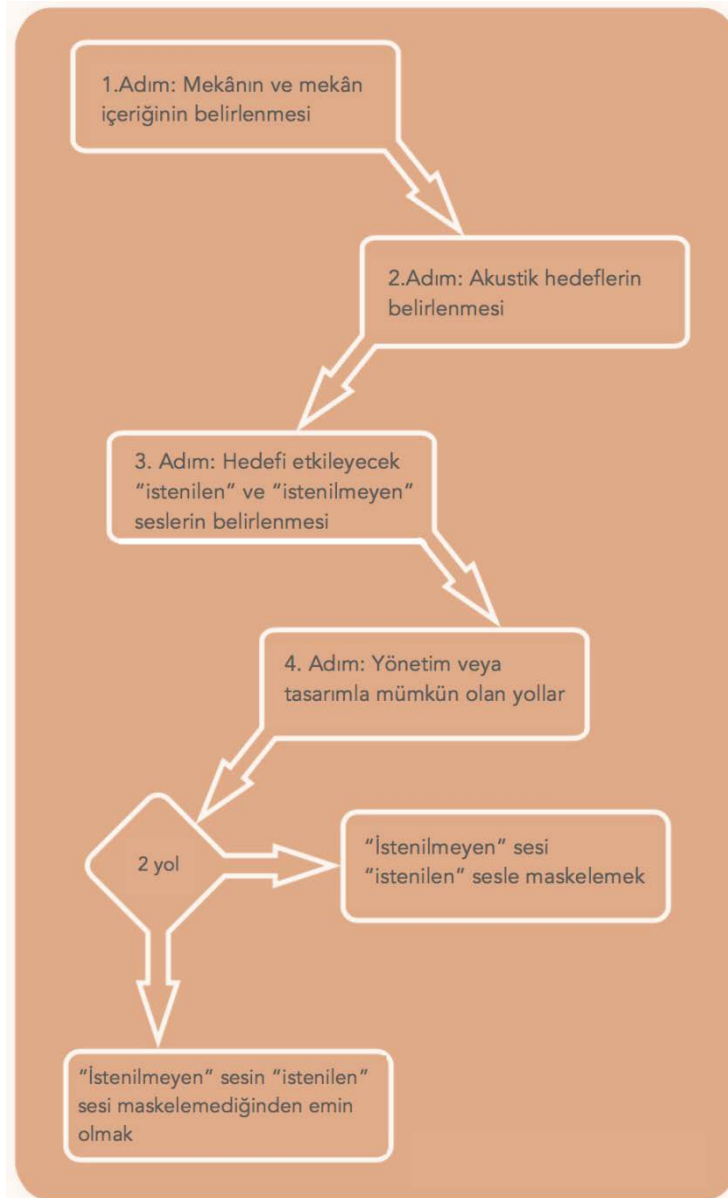 1.Adım: Mekânın ve mekân
içeriğinin belirlenmesi
2.Adım: Akustik hedeflerin
belirlenmesi
3. Adım: Hedefi etkileyecek
“istenilen” ve “istenilmeyen”
seslerin belirlenmesi
4. Adım: Yönetim veya
tasarımla mümkün olan yollar
2 yol
“İstenilmeyen” sesi
“istenilen” sesle maskelemek
“İstenilmeyen” sesin “istenilen”
sesi maskelemediğinden emin
olmak